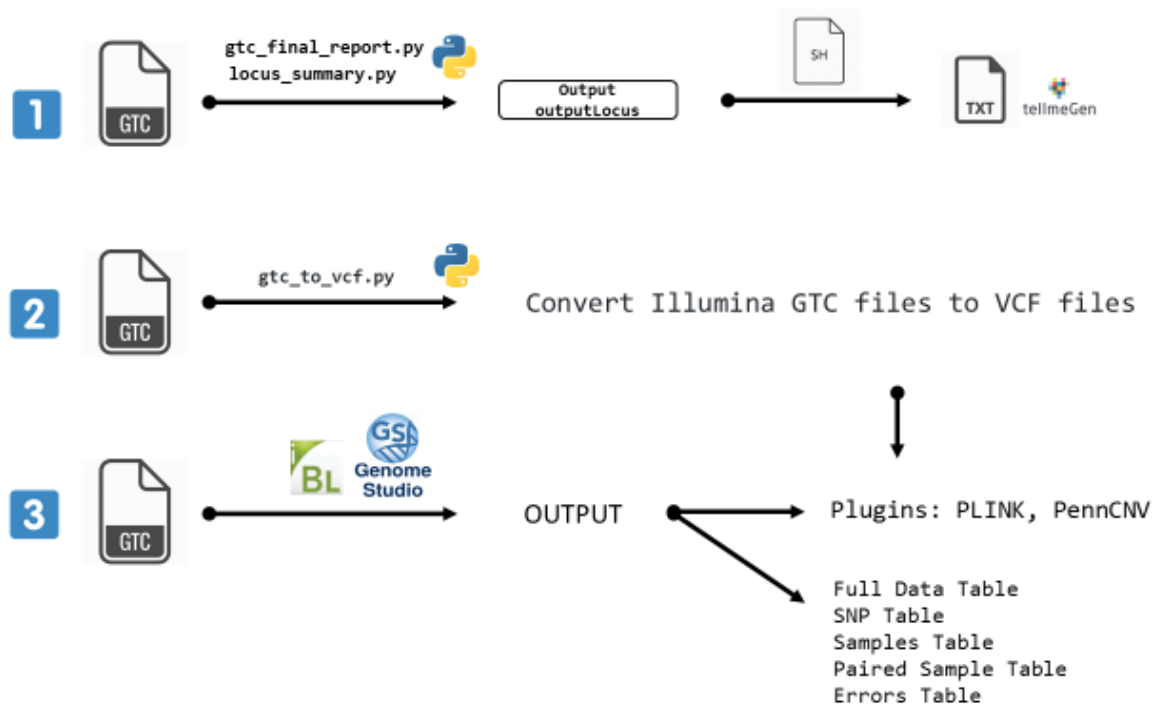 1
GTC
gtc_final_report.py
locus_summary.py
Output
outputLocus
SH
TXT
tellmeGen
2
GTC
gtc_to_vcf.py
Convert Illumina GTC files to VCF files
3
GTC
iBL
GS
Genome
Studio
OUTPUT
Plugins: PLINK, PennCNV
Full Data Table
SNP Table
Samples Table
Paired Sample Table
Errors Table